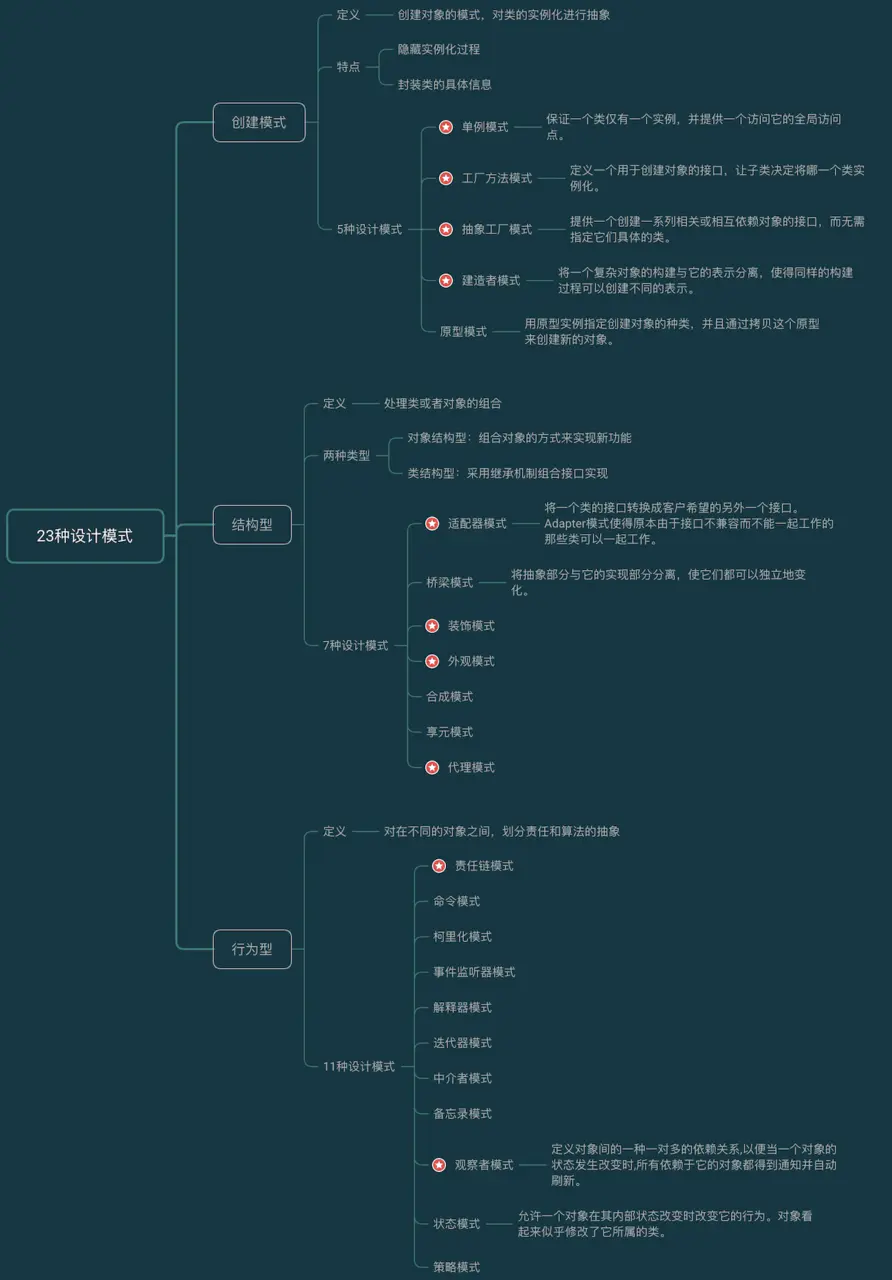 23种设计模式
创建模式
定义
创建对象的模式，对类的实例化进行抽象
特点
隐藏实例化过程
封装类的具体信息
5种设计模式
单例模式
保证一个类仅有一个实例，并提供一个访问它的全局访问
点。
工厂方法模式
定义一个用于创建对象的接口，让子类决定将哪一个类实
例化。
抽象工厂模式
提供一个创建一系列相关或相互依赖对象的接口，而无需
指定它们具体的类。
建造者模式
将一个复杂对象的构建与它的表示分离，使得同样的构建
过程可以创建不同的表示。
原型模式
用原型实例指定创建对象的种类，并且通过拷贝这个原型
来创建新的对象。
结构型
定义
处理类或者对象的组合
两种类型
对象结构型：组合对象的方式来实现新功能
类结构型：采用继承机制组合接口实现
7种设计模式
适配器模式
将一个类的接口转换成客户希望的另外一个接口。
Adapter模式使得原本由于接口不兼容而不能一起工作的
那些类可以一起工作。
桥梁模式
将抽象部分与它的实现部分分离，使它们都可以独立地变
化。
装饰模式
外观模式
合成模式
享元模式
代理模式
行为型
定义
对在不同的对象之间，划分责任和算法的抽象
11种设计模式
责任链模式
命令模式
柯里化模式
事件监听器模式
解释器模式
迭代器模式
中介者模式
备忘录模式
观察者模式
定义对象间的一种一对多的依赖关系,以便当一个对象的
状态发生改变时,所有依赖于它的对象都得到通知并自动
刷新。
状态模式
允许一个对象在其内部状态改变时改变它的行为。对象看
起来似乎修改了它所属的类。
策略模式